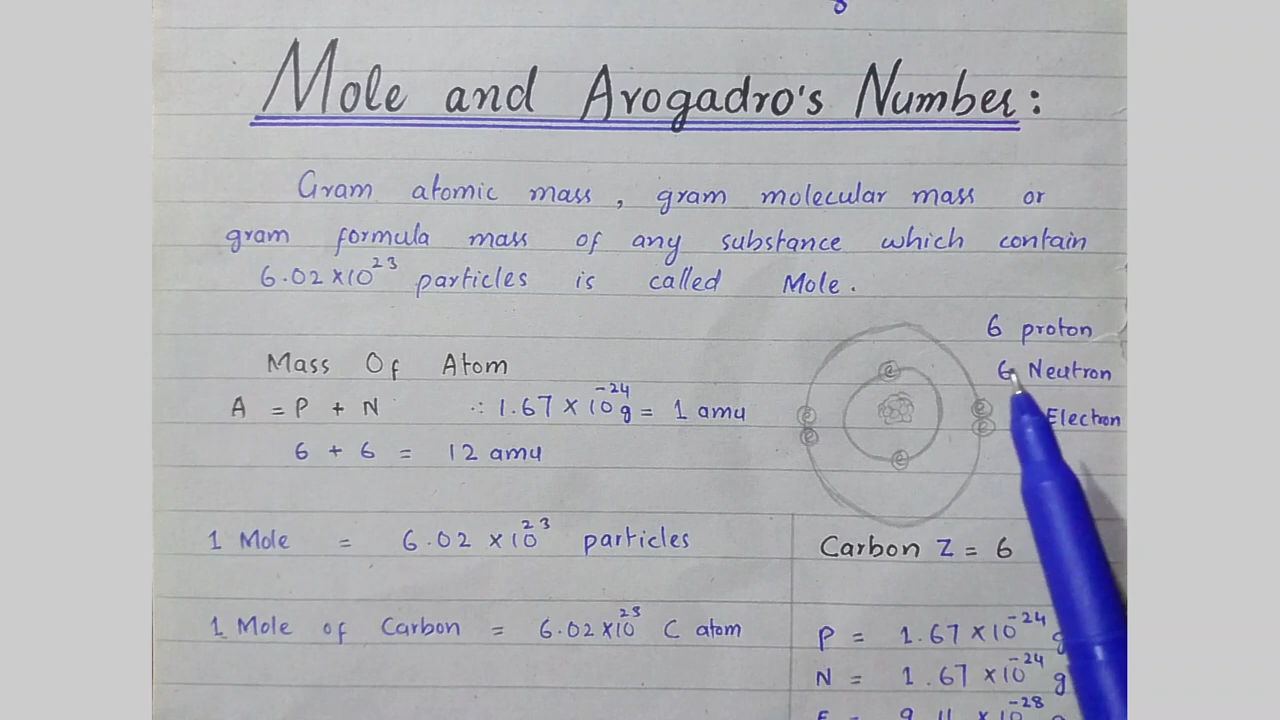 Mole and Avogadro's Number:
Gram atomic mass, gram molecular mass or
gram formula mass of any substance which contain
6.02 × 10²³ particles is called Mole.
6 proton
6 Neutron
Electron
Mass Of Atom
A = P + N ∴ 1.67 × 10⁻²⁴ g = 1 amu
6 + 6 = 12 amu
e
e
e
e
e
e
1 Mole = 6.02 × 10²³ particles
Carbon Z = 6
1 Mole of Carbon = 6.02 × 10²³ C atom
P = 1.67 × 10⁻²⁴ g
N = 1.67 × 10⁻²⁴ g